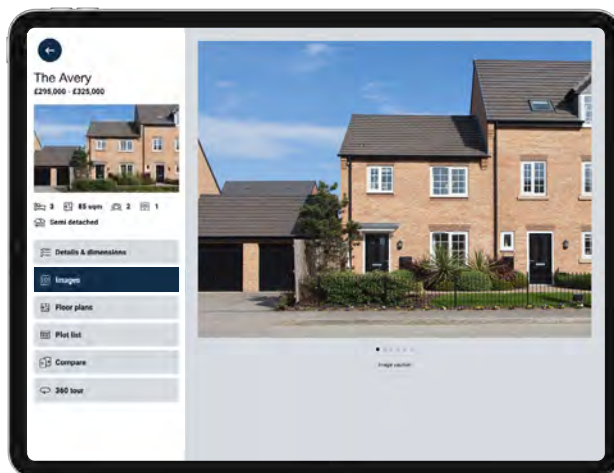 The Avery
£295,000 - £325,000
3 85 sqm 2 1
Semi detached
Details & dimensions
Images
Floor plans
Plot list
Compare
360 tour
Image caption